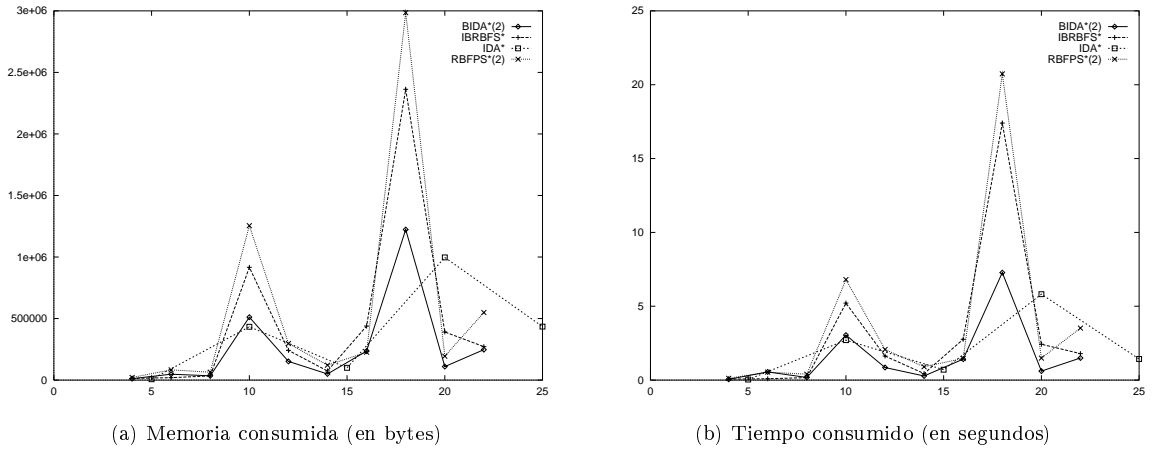 3e+06
2.5e+06
2e+06
1.5e+06
1e+06
500000
0
0 5 10 15 20 25
BIDA*(2)
IBRBFS*
IDA*
RBFPS*(2)
(a) Memoria consumida (en bytes)
25
20
15
10
5
0
0 5 10 15 20 25
BIDA*(2)
IBRBFS*
IDA*
RBFPS*(2)
(b) Tiempo consumido (en segundos)